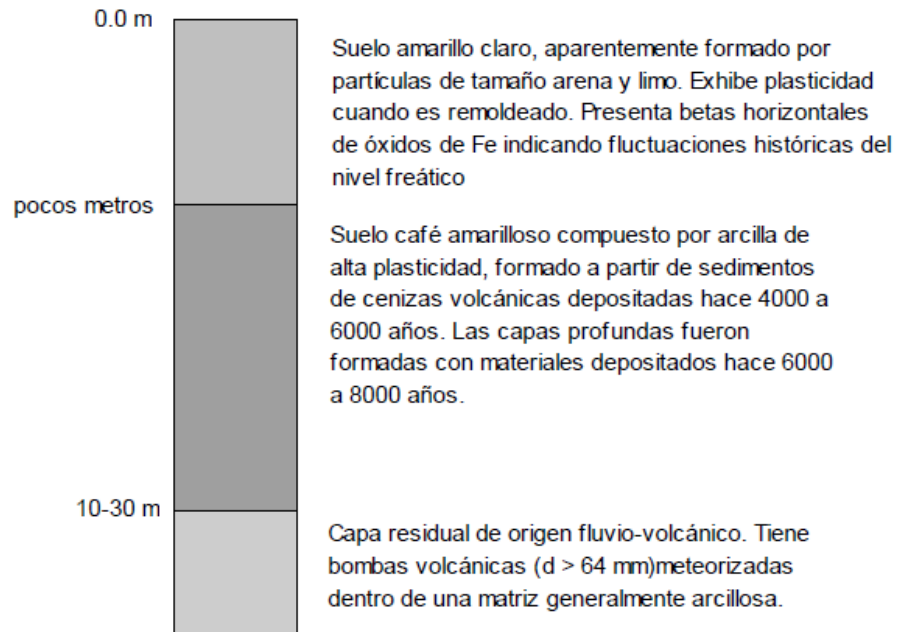 0.0 m
Suelo amarillo claro, aparentemente formado por
partículas de tamaño arena y limo. Exhibe plasticidad
cuando es remoldeado. Presenta betas horizontales
de óxidos de Fe indicando fluctuaciones históricas del
nivel freático
pocos metros
Suelo café amarilloso compuesto por arcilla de
alta plasticidad, formado a partir de sedimentos
de cenizas volcánicas depositadas hace 4000 a
6000 años. Las capas profundas fueron
formadas con materiales depositados hace 6000
a 8000 años.
10-30 m
Capa residual de origen fluvio-volcánico. Tiene
bombas volcánicas (d > 64 mm)meteorizadas
dentro de una matriz generalmente arcillosa.